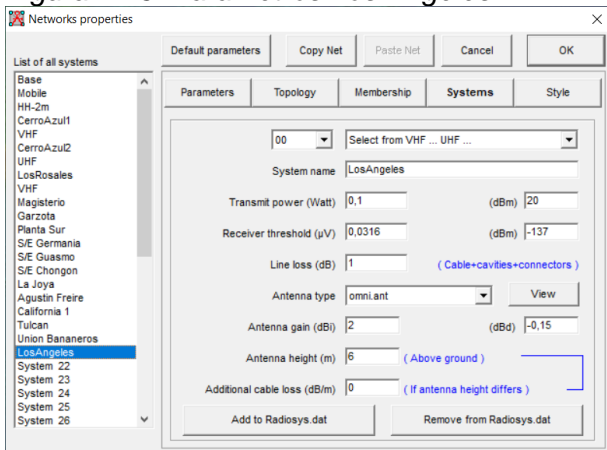 Networks properties
Default parameters
Copy Net
Paste Net
Cancel
OK
List of all systems
Base
Mobile
HH-2m
CerroAzul1
VHF
CerroAzul2
UHF
LosRosales
VHF
Magisterio
Garzota
Planta Sur
S/E Germania
S/E Guasmo
S/E Chongon
La Joya
Agustin Freire
California 1
Tulcan
Union Bananeros
LosAngeles
System 22
System 23
System 24
System 25
System 26
Parameters
Topology
Membership
Systems
Style
00
Select from VHF ... UHF ...
System name LosAngeles
Transmit power (Watt) 0,1 (dBm) 20
Receiver threshold (µV) 0,0316 (dBm) -137
Line loss (dB) 1 ( Cable+cavities+connectors )
Antenna type omni.ant View
Antenna gain (dBi) 2 (dBd) -0,15
Antenna height (m) 6 ( Above ground )
Additional cable loss (dB/m) 0 ( If antenna height differs )
Add to Radiosys.dat
Remove from Radiosys.dat